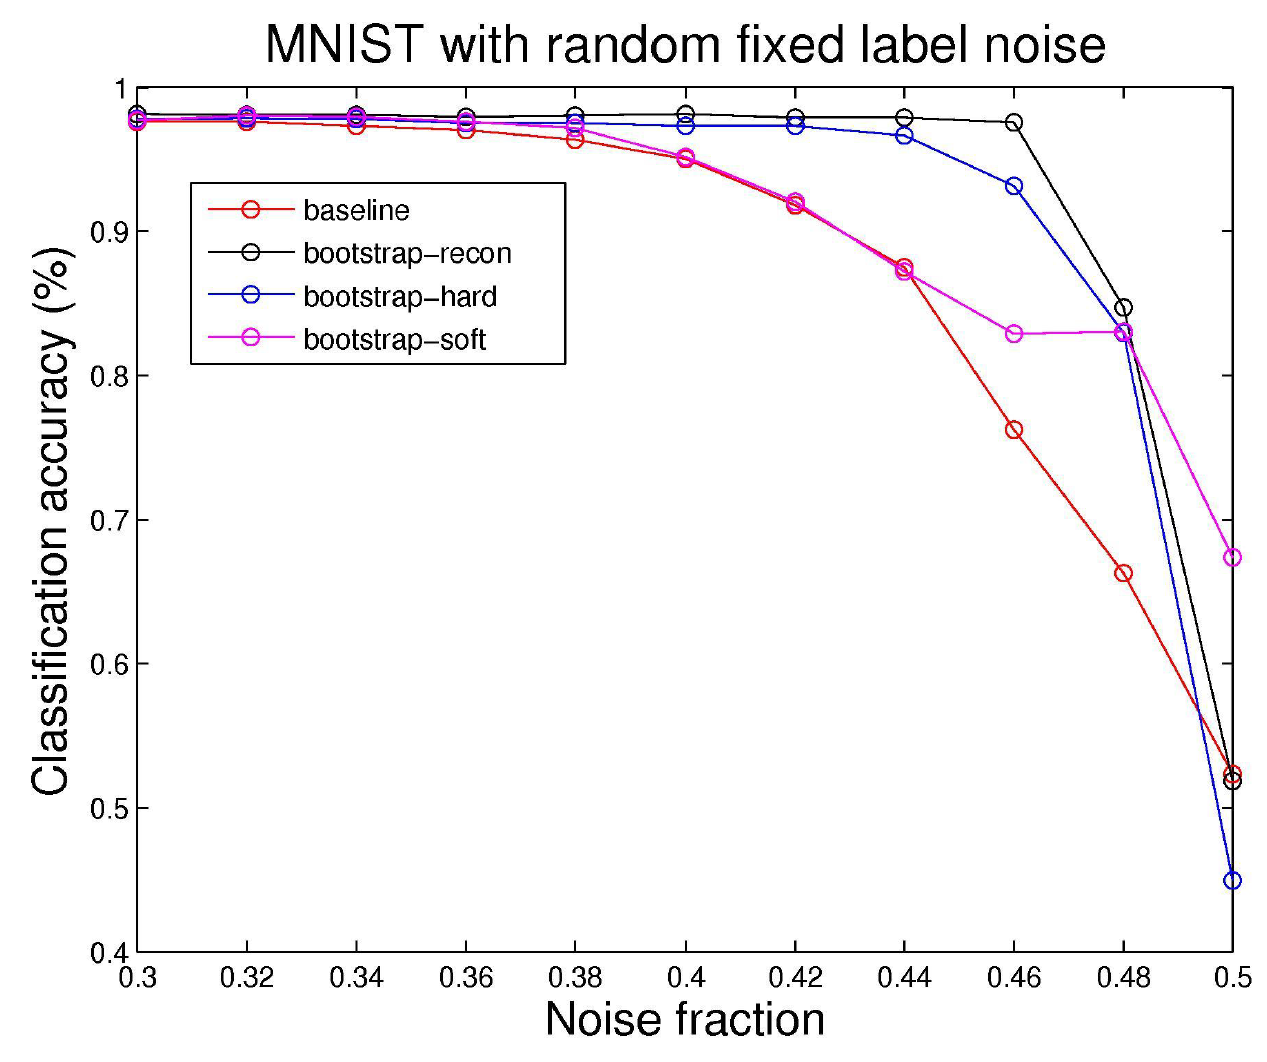 MNIST with random fixed label noise
1
0.9
0.8
0.7
0.6
0.5
0.4
Classification accuracy (%)
baseline
bootstrap−recon
bootstrap−hard
bootstrap−soft
0.3 0.32 0.34 0.36 0.38 0.4 0.42 0.44 0.46 0.48 0.5
Noise fraction